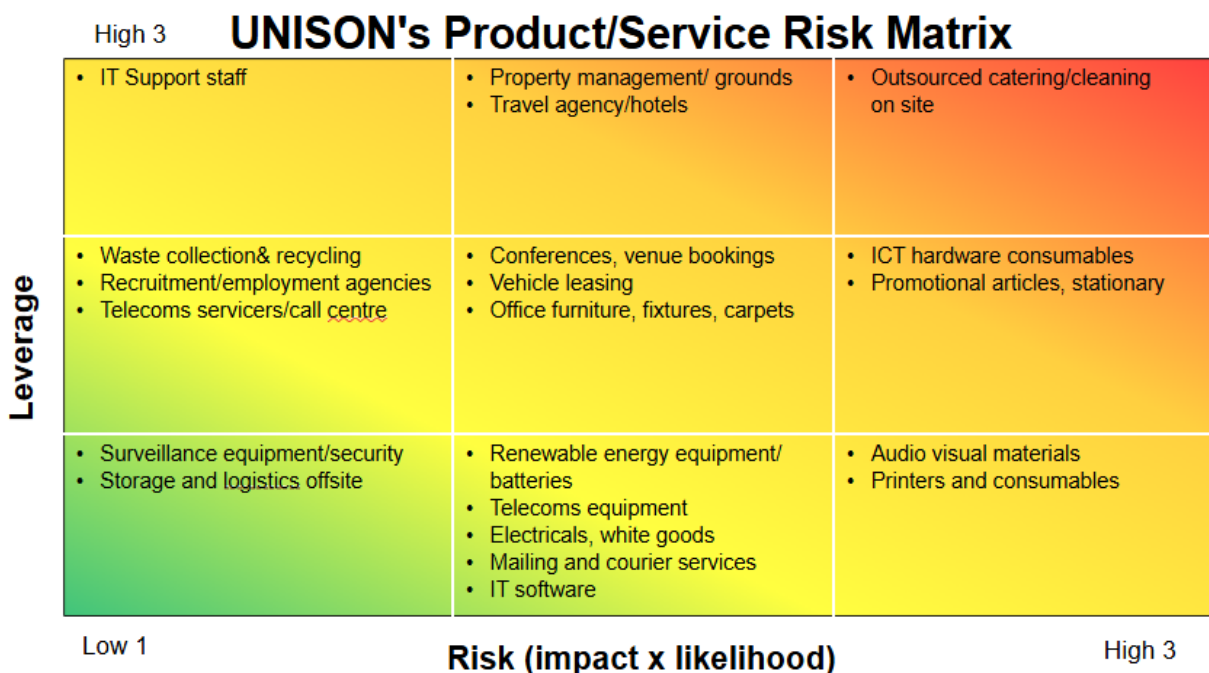 High 3
UNISON's Product/Service Risk Matrix
• IT Support staff
• Property management/ grounds
• Travel agency/hotels
• Outsourced catering/cleaning
on site
Leverage
• Waste collection& recycling
• Recruitment/employment agencies
• Telecoms servicers/call centre
• Conferences, venue bookings
• Vehicle leasing
• Office furniture, fixtures, carpets
• ICT hardware consumables
• Promotional articles, stationary
• Surveillance equipment/security
• Storage and logistics offsite
• Renewable energy equipment/
batteries
• Telecoms equipment
• Electricals, white goods
• Mailing and courier services
• IT software
• Audio visual materials
• Printers and consumables
Low 1
Risk (impact x likelihood)
High 3